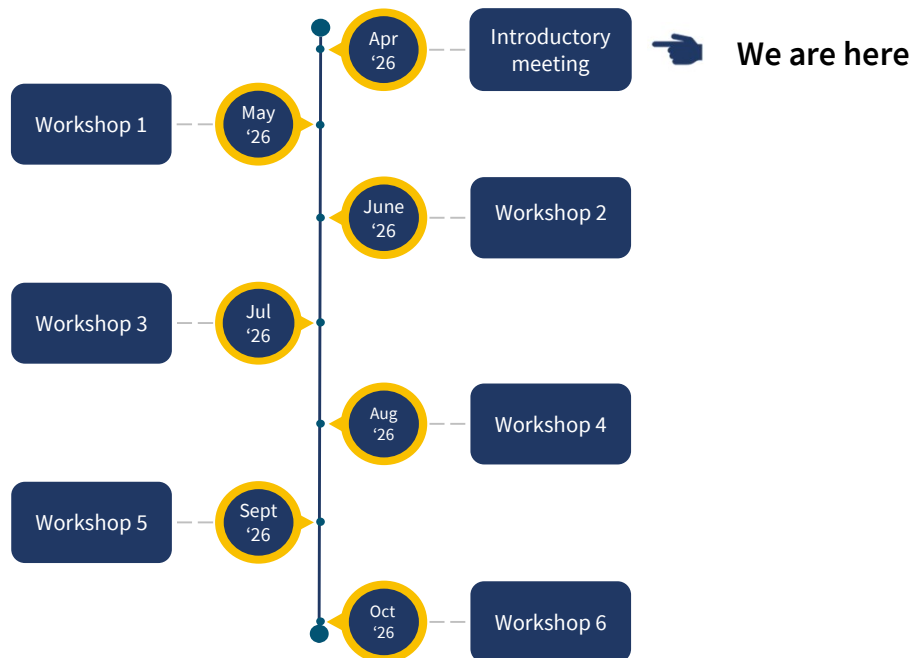 Apr
‘26
Introductory
meeting
We are here
Workshop 1
May
‘26
June
‘26
Workshop 2
Workshop 3
Jul
‘26
Aug
‘26
Workshop 4
Workshop 5
Sept
‘26
Oct
‘26
Workshop 6